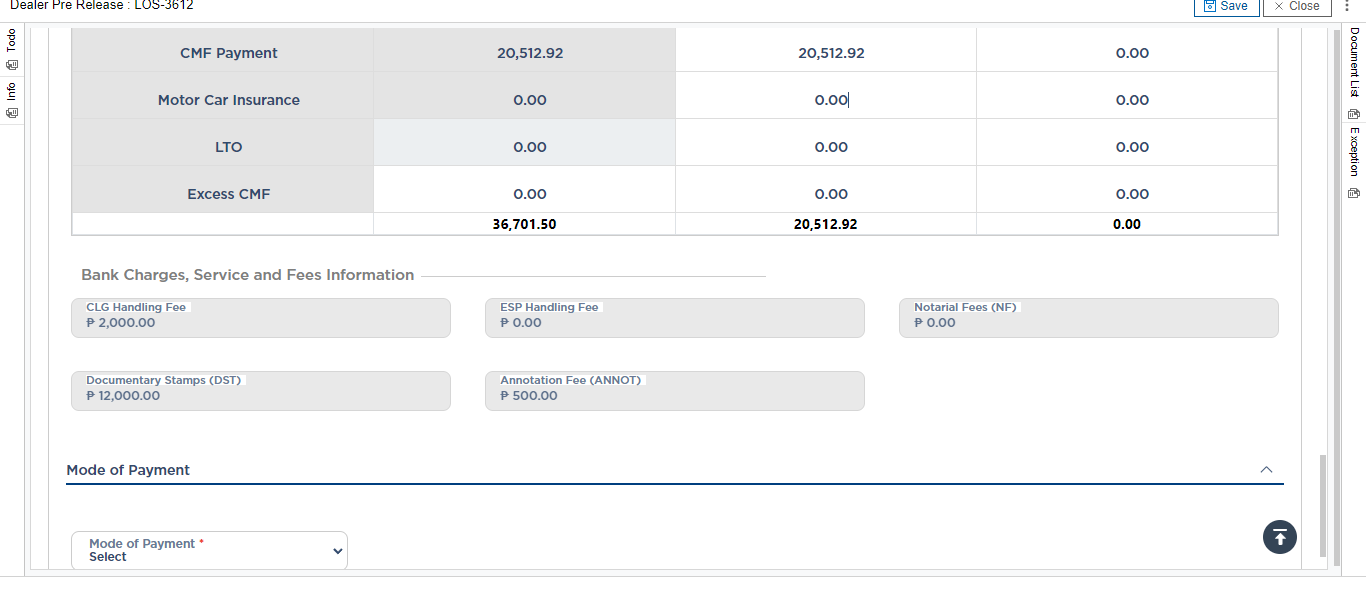 Dealer Pre Release : LOS-3612
Save
Close
Todo
Info
Document List
Exception
CMF Payment 20,512.92 20,512.92 0.00
Motor Car Insurance 0.00 0.00 0.00
LTO 0.00 0.00 0.00
Excess CMF 0.00 0.00 0.00
36,701.50 20,512.92 0.00
Bank Charges, Service and Fees Information
CLG Handling Fee
₱ 2,000.00
ESP Handling Fee
₱ 0.00
Notarial Fees (NF)
₱ 0.00
Documentary Stamps (DST)
₱ 12,000.00
Annotation Fee (ANNOT)
₱ 500.00
Mode of Payment
Mode of Payment *
Select